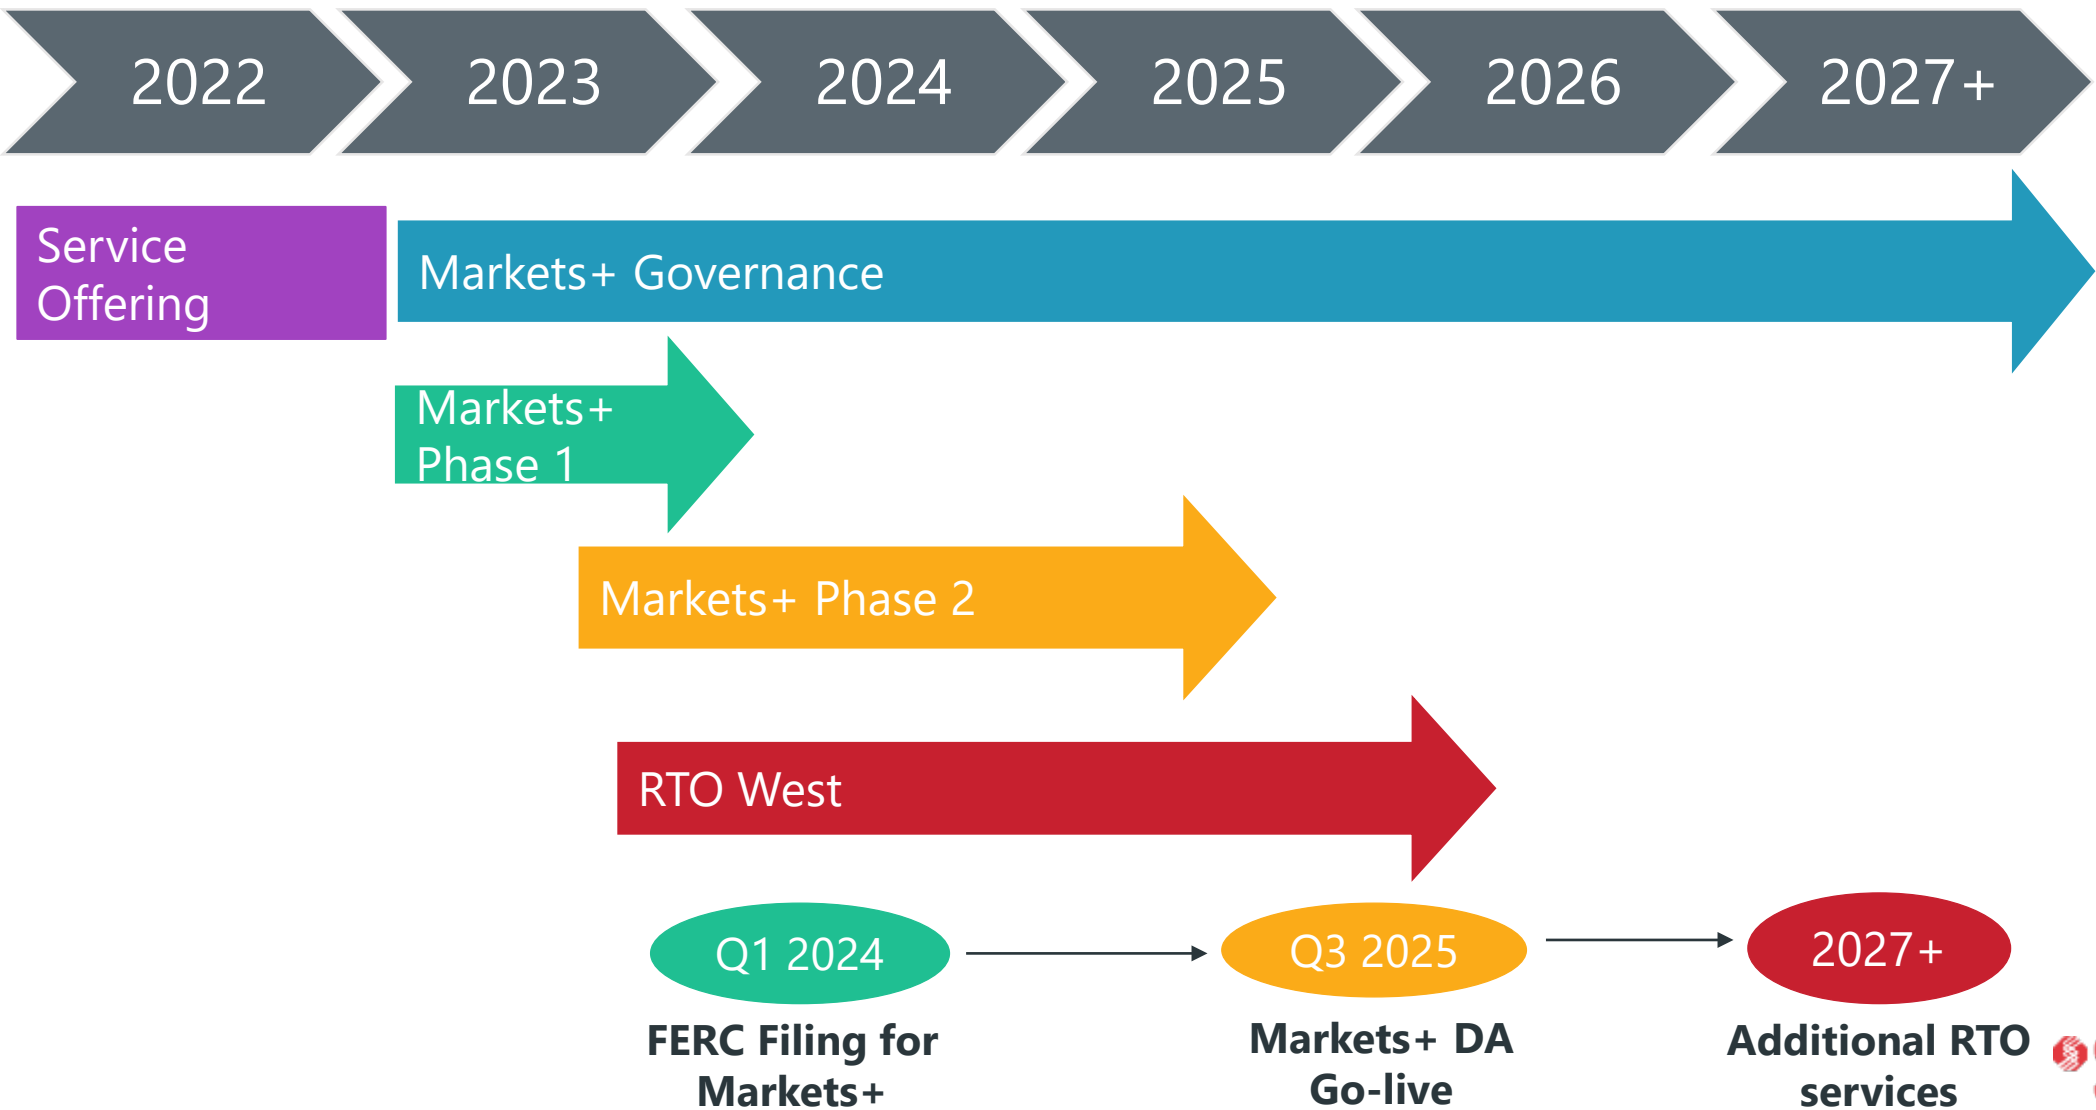 2022
2023
2024
2025
2026
2027+
Service
Offering
Markets+ Governance
Markets+
Phase 1
Markets+ Phase 2
RTO West
Q1 2024
Q3 2025
2027+
FERC Filing for
Markets+
Markets+ DA
Go-live
Additional RTO
services